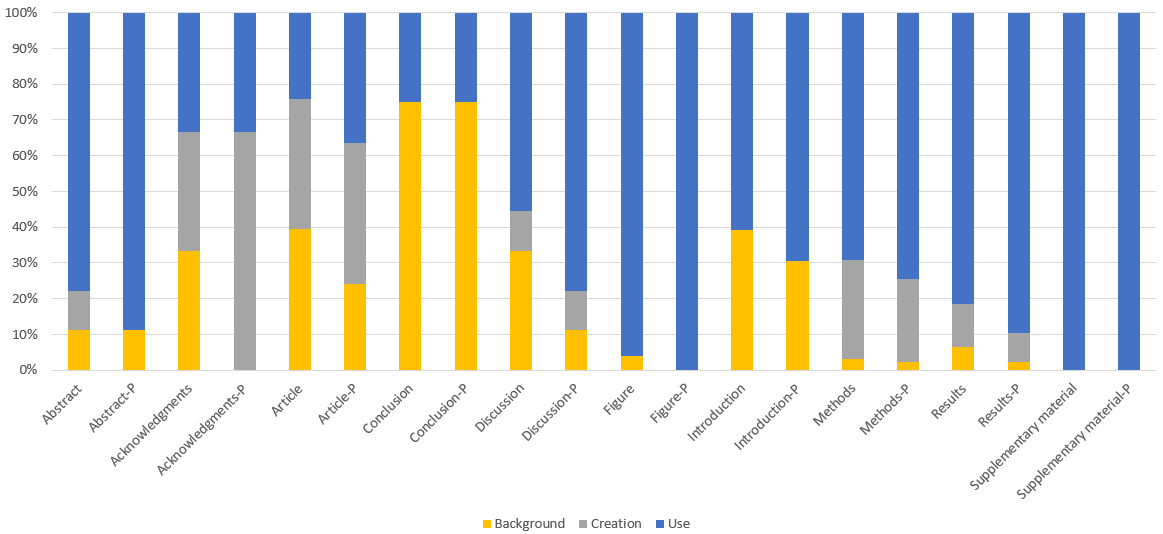 100%
90%
80%
70%
60%
50%
40%
30%
20%
10%
0%
Abstract
Abstract-P
Acknowledgments
Acknowledgments-P
Article
Article-P
Conclusion
Conclusion-P
Discussion
Discussion-P
Figure
Figure-P
Introduction
Introduction-P
Methods
Methods-P
Results
Results-P
Supplementary material
Supplementary material-P
Background Creation Use